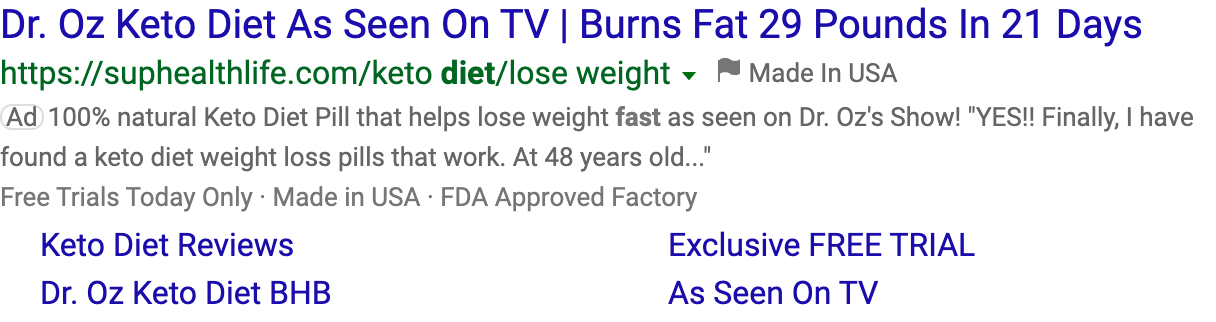 Dr. Oz Keto Diet As Seen On TV | Burns Fat 29 Pounds In 21 Days
https://suphealthlife.com/keto diet/lose weight Made In USA
Ad 100% natural Keto Diet Pill that helps lose weight fast as seen on Dr. Oz's Show! "YES!! Finally, I have
found a keto diet weight loss pills that work. At 48 years old..."
Free Trials Today Only · Made in USA · FDA Approved Factory
Keto Diet Reviews Exclusive FREE TRIAL
Dr. Oz Keto Diet BHB As Seen On TV